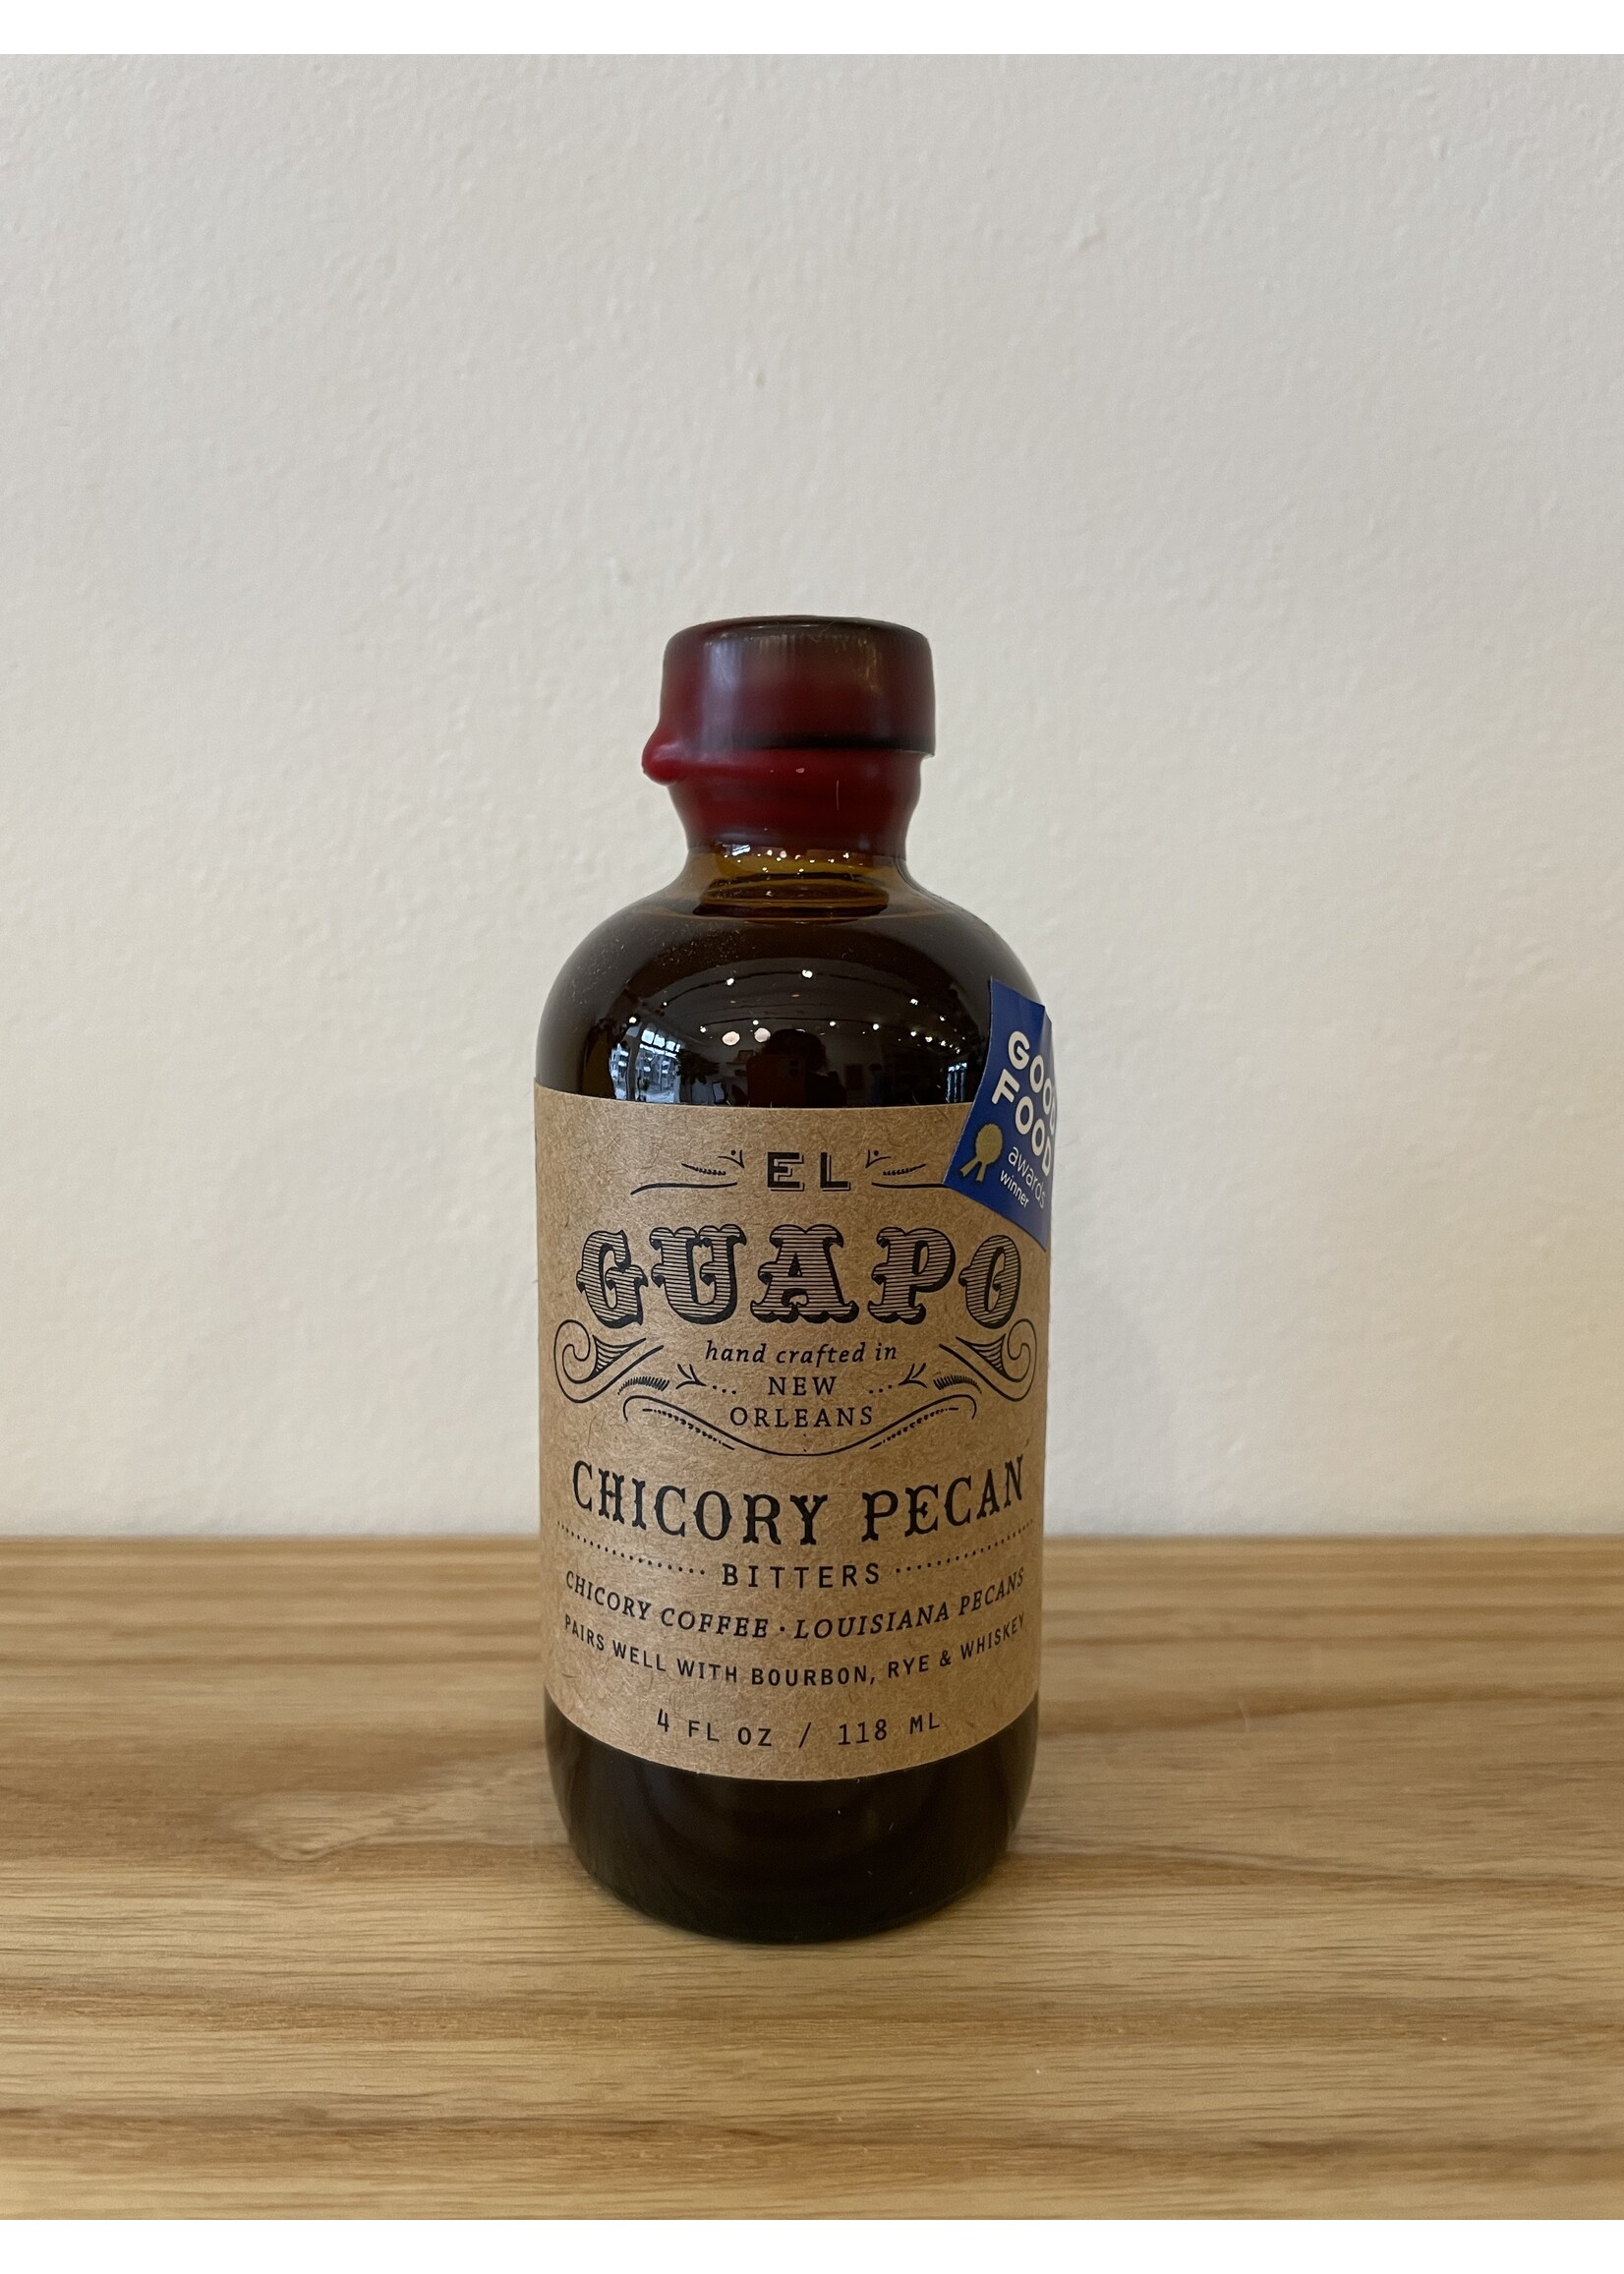 GOOD
FOOD
awards
winner
EL
GUAPO
hand crafted in
NEW
ORLEANS
CHICORY PECAN
BITTERS
CHICORY COFFEE · LOUISIANA PECANS
PAIRS WELL WITH BOURBON, RYE & WHISKEY
4 FL OZ / 118 ML